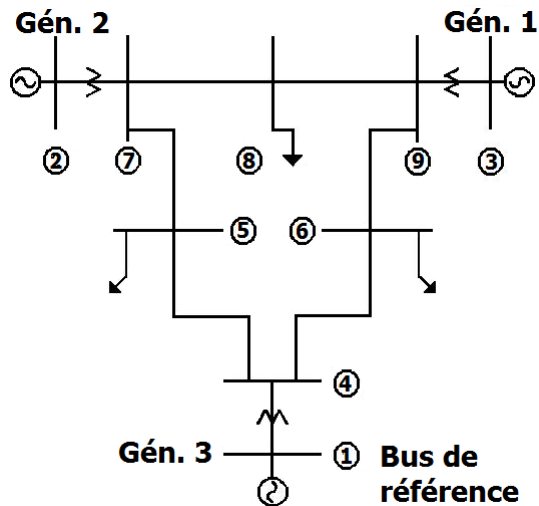 Gén. 2
Gén. 1
② ⑦ ⑧ ⑨ ③
⑤ ⑥
④
Gén. 3 ① Bus de
référence